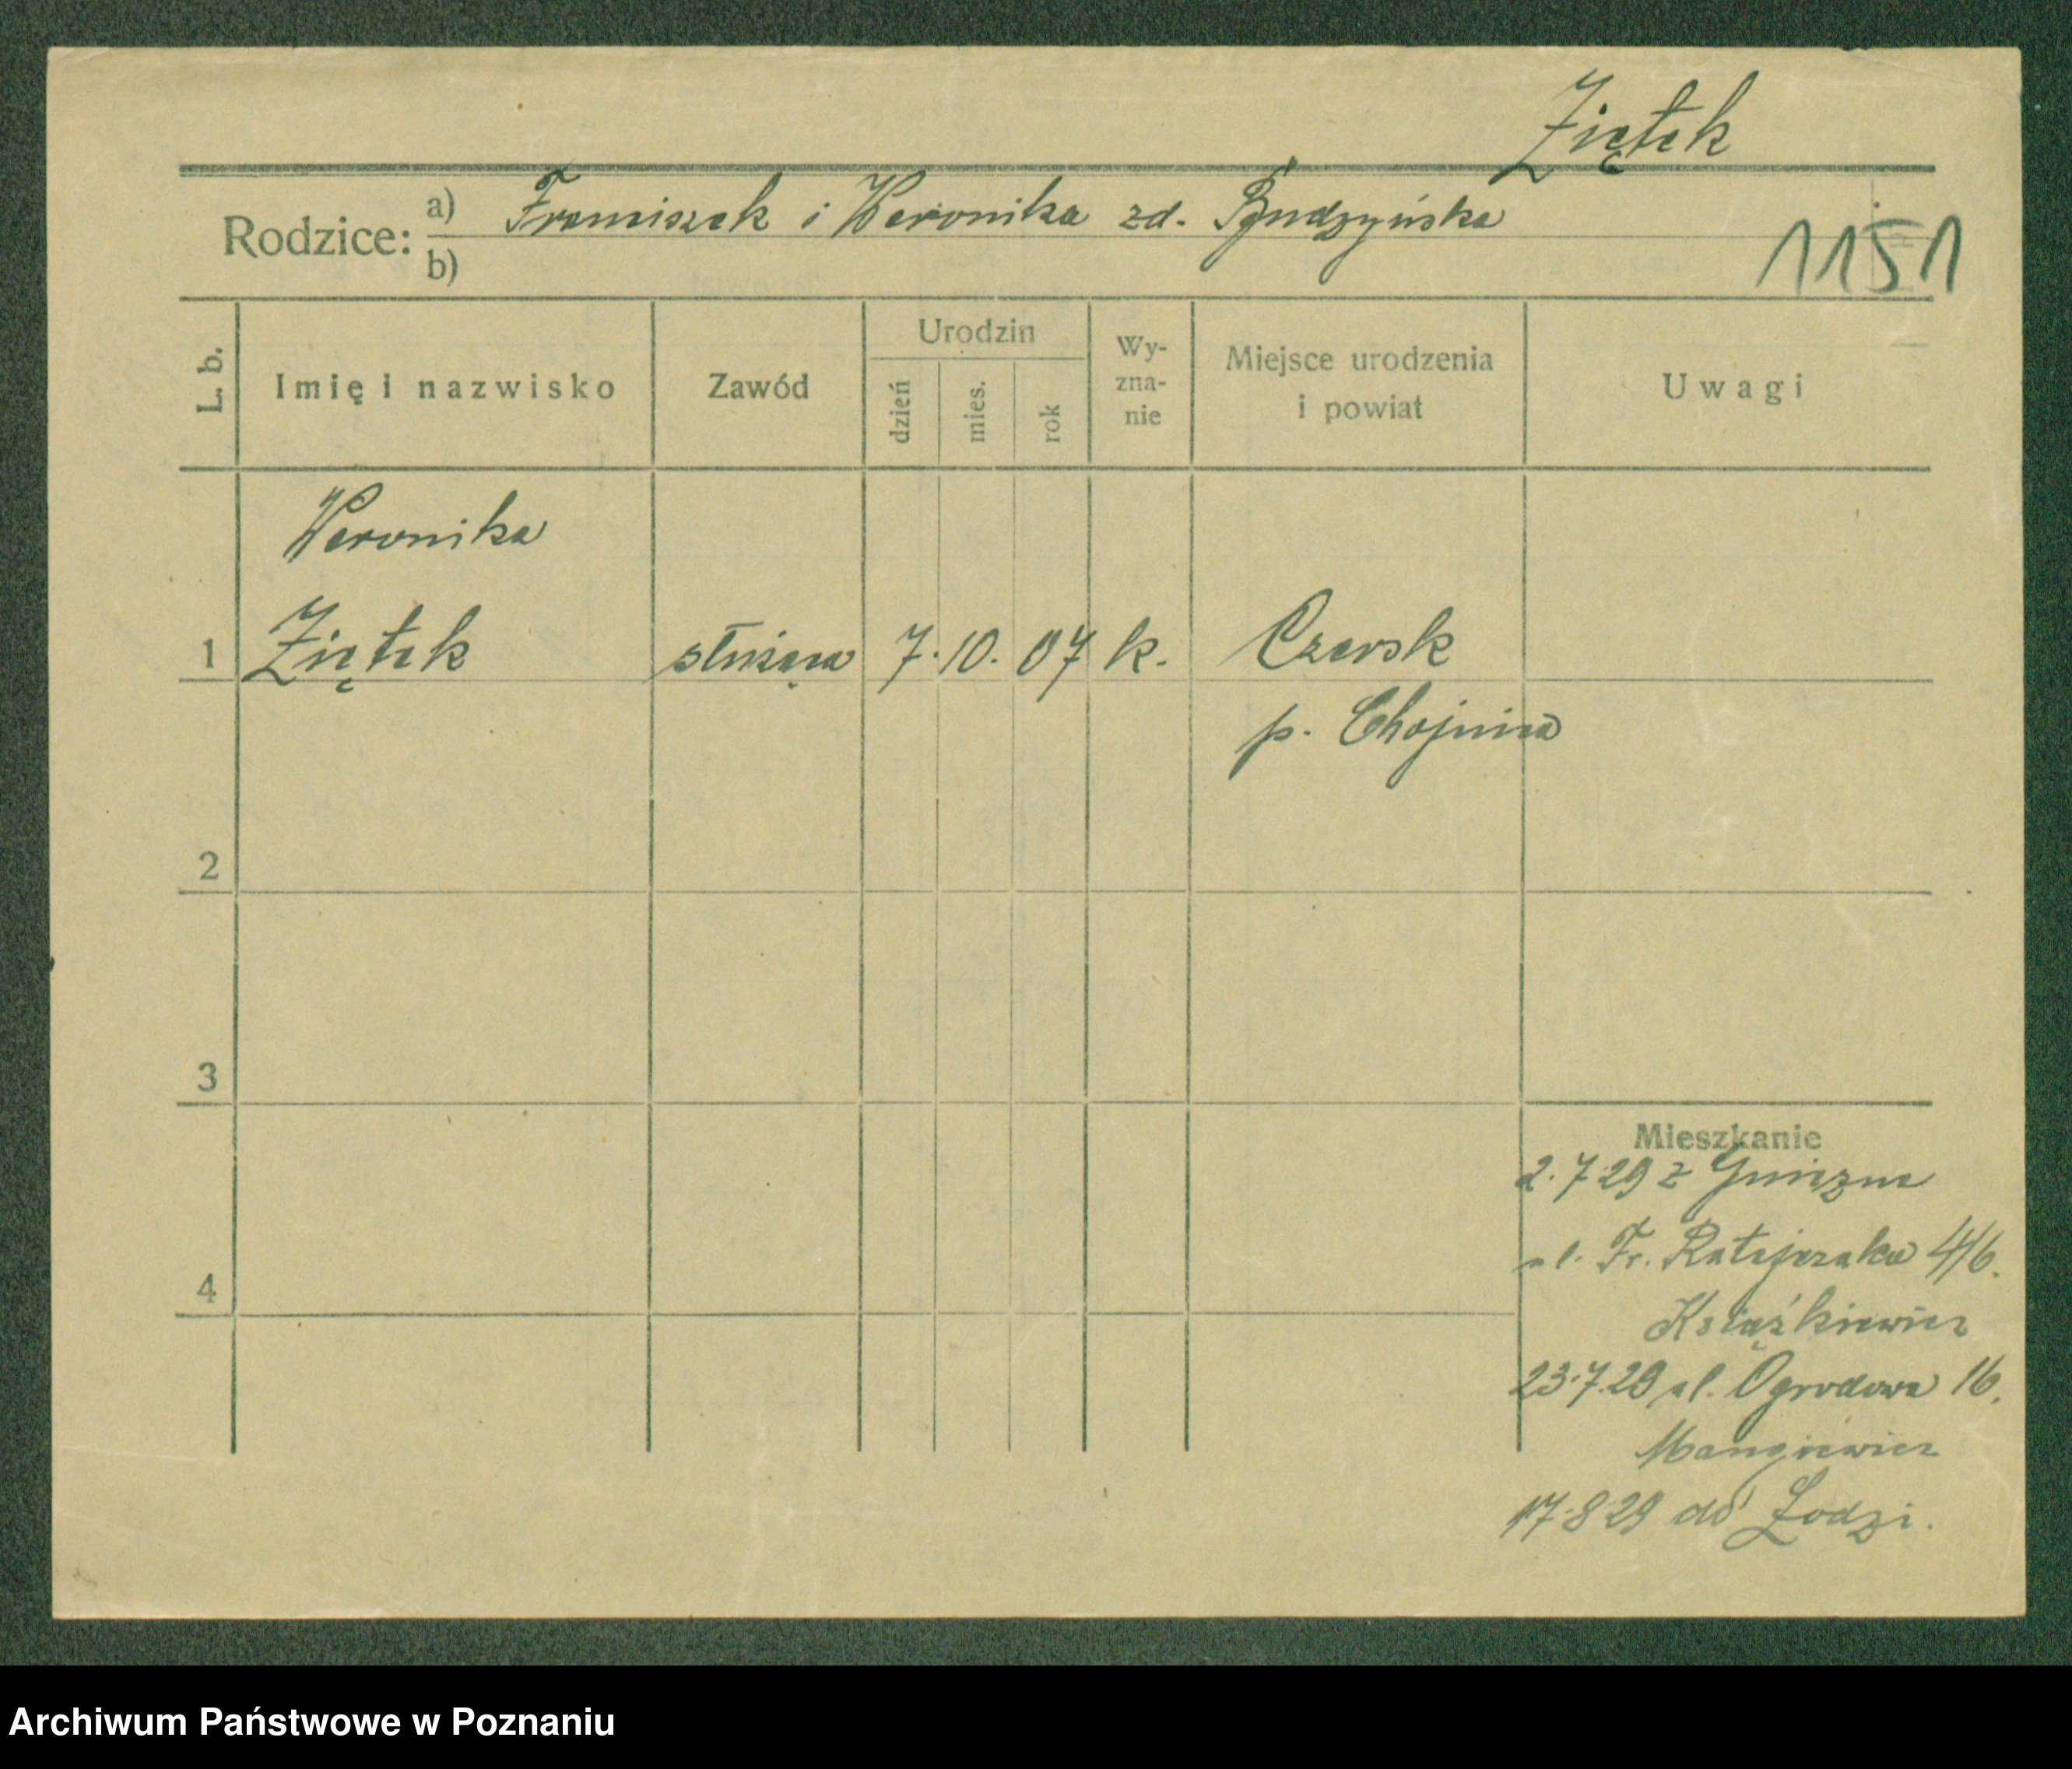 Ziętek
Rodzice: a) Franciszek i Weronika zd. Budzyńska
b)
1151
L. b.
Imię i nazwisko
Zawód
Urodzin
dzień
mies.
rok
Wy-
zna-
nie
Miejsce urodzenia
i powiat
Uwagi
Weronika
1 Ziętek służąca 7. 10. 07 k. Czersk
p. Chojnice
2
3
Mieszkanie
2. 7 29 z Gniezna
ul. Fr. Ratajczaka 4/6.
4
Książkiewicz
23.7.29 ul. Ogrodowa 16.
17 8 29 do Łodzi.
Archiwum Państwowe w Poznaniu